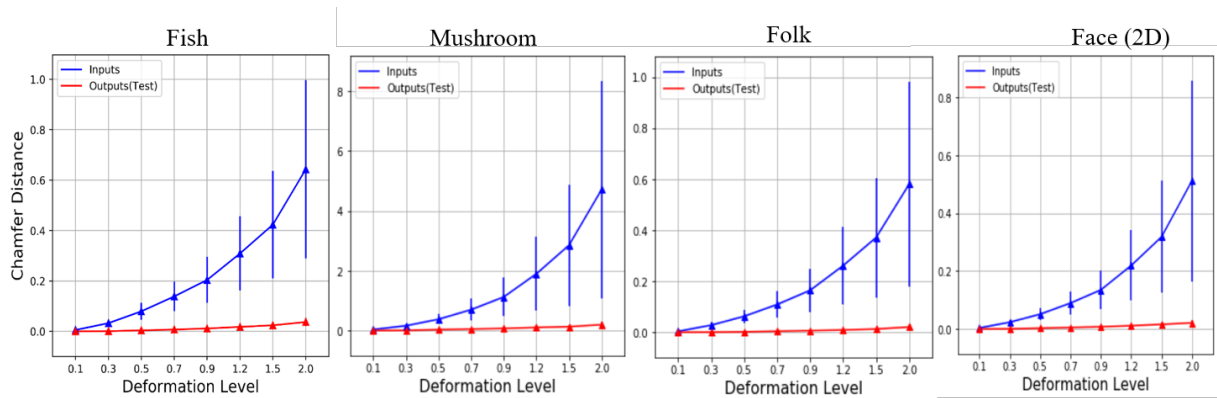 Fish
Mushroom
Folk
Face (2D)
Inputs
Outputs(Test)
Chamfer Distance
1.0
0.8
0.6
0.4
0.2
0.0
0.1 0.3 0.5 0.7 0.9 1.2 1.5 2.0
Deformation Level
Inputs
Outputs(Test)
8
6
4
2
0
0.1 0.3 0.5 0.7 0.9 1.2 1.5 2.0
Deformation Level
Inputs
Outputs(Test)
1.0
0.8
0.6
0.4
0.2
0.0
0.1 0.3 0.5 0.7 0.9 1.2 1.5 2.0
Deformation Level
Inputs
Outputs(Test)
0.8
0.6
0.4
0.2
0.0
0.1 0.3 0.5 0.7 0.9 1.2 1.5 2.0
Deformation Level